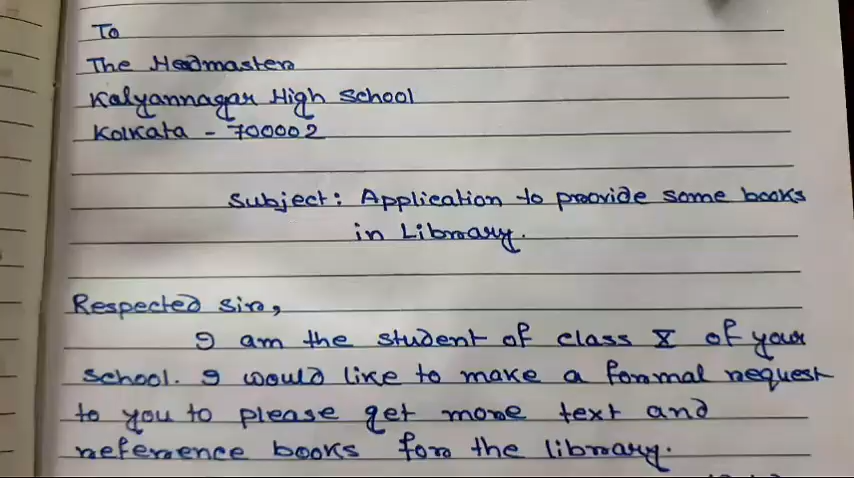 To
The Headmaster
Kalyannagar High School
Kolkata - 700002
Subject: Application to provide some books
in Library.
Respected Sir,
I am the student of class X of your
school. I would like to make a formal request
to you to please get more text and
reference books for the library.